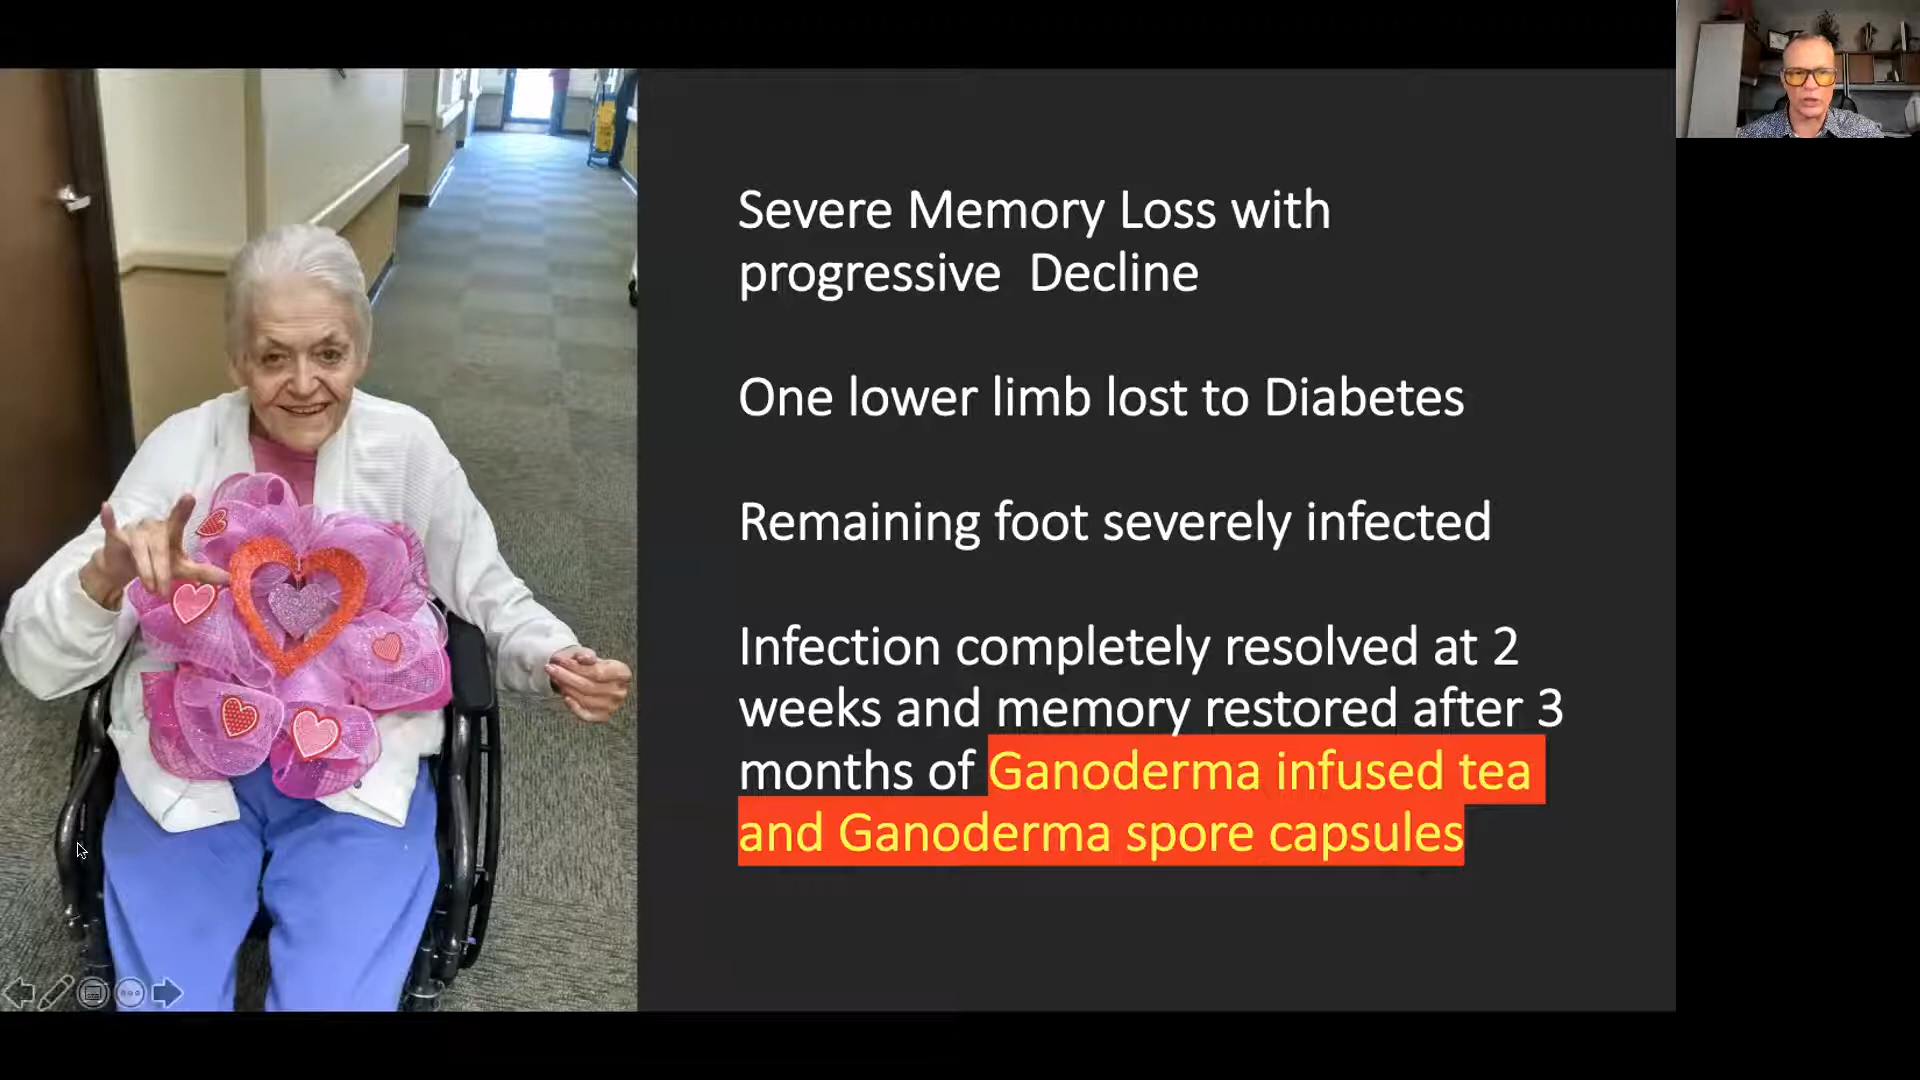 Severe Memory Loss with
progressive Decline
One lower limb lost to Diabetes
Remaining foot severely infected
Infection completely resolved at 2
weeks and memory restored after 3
months of Ganoderma infused tea
and Ganoderma spore capsules